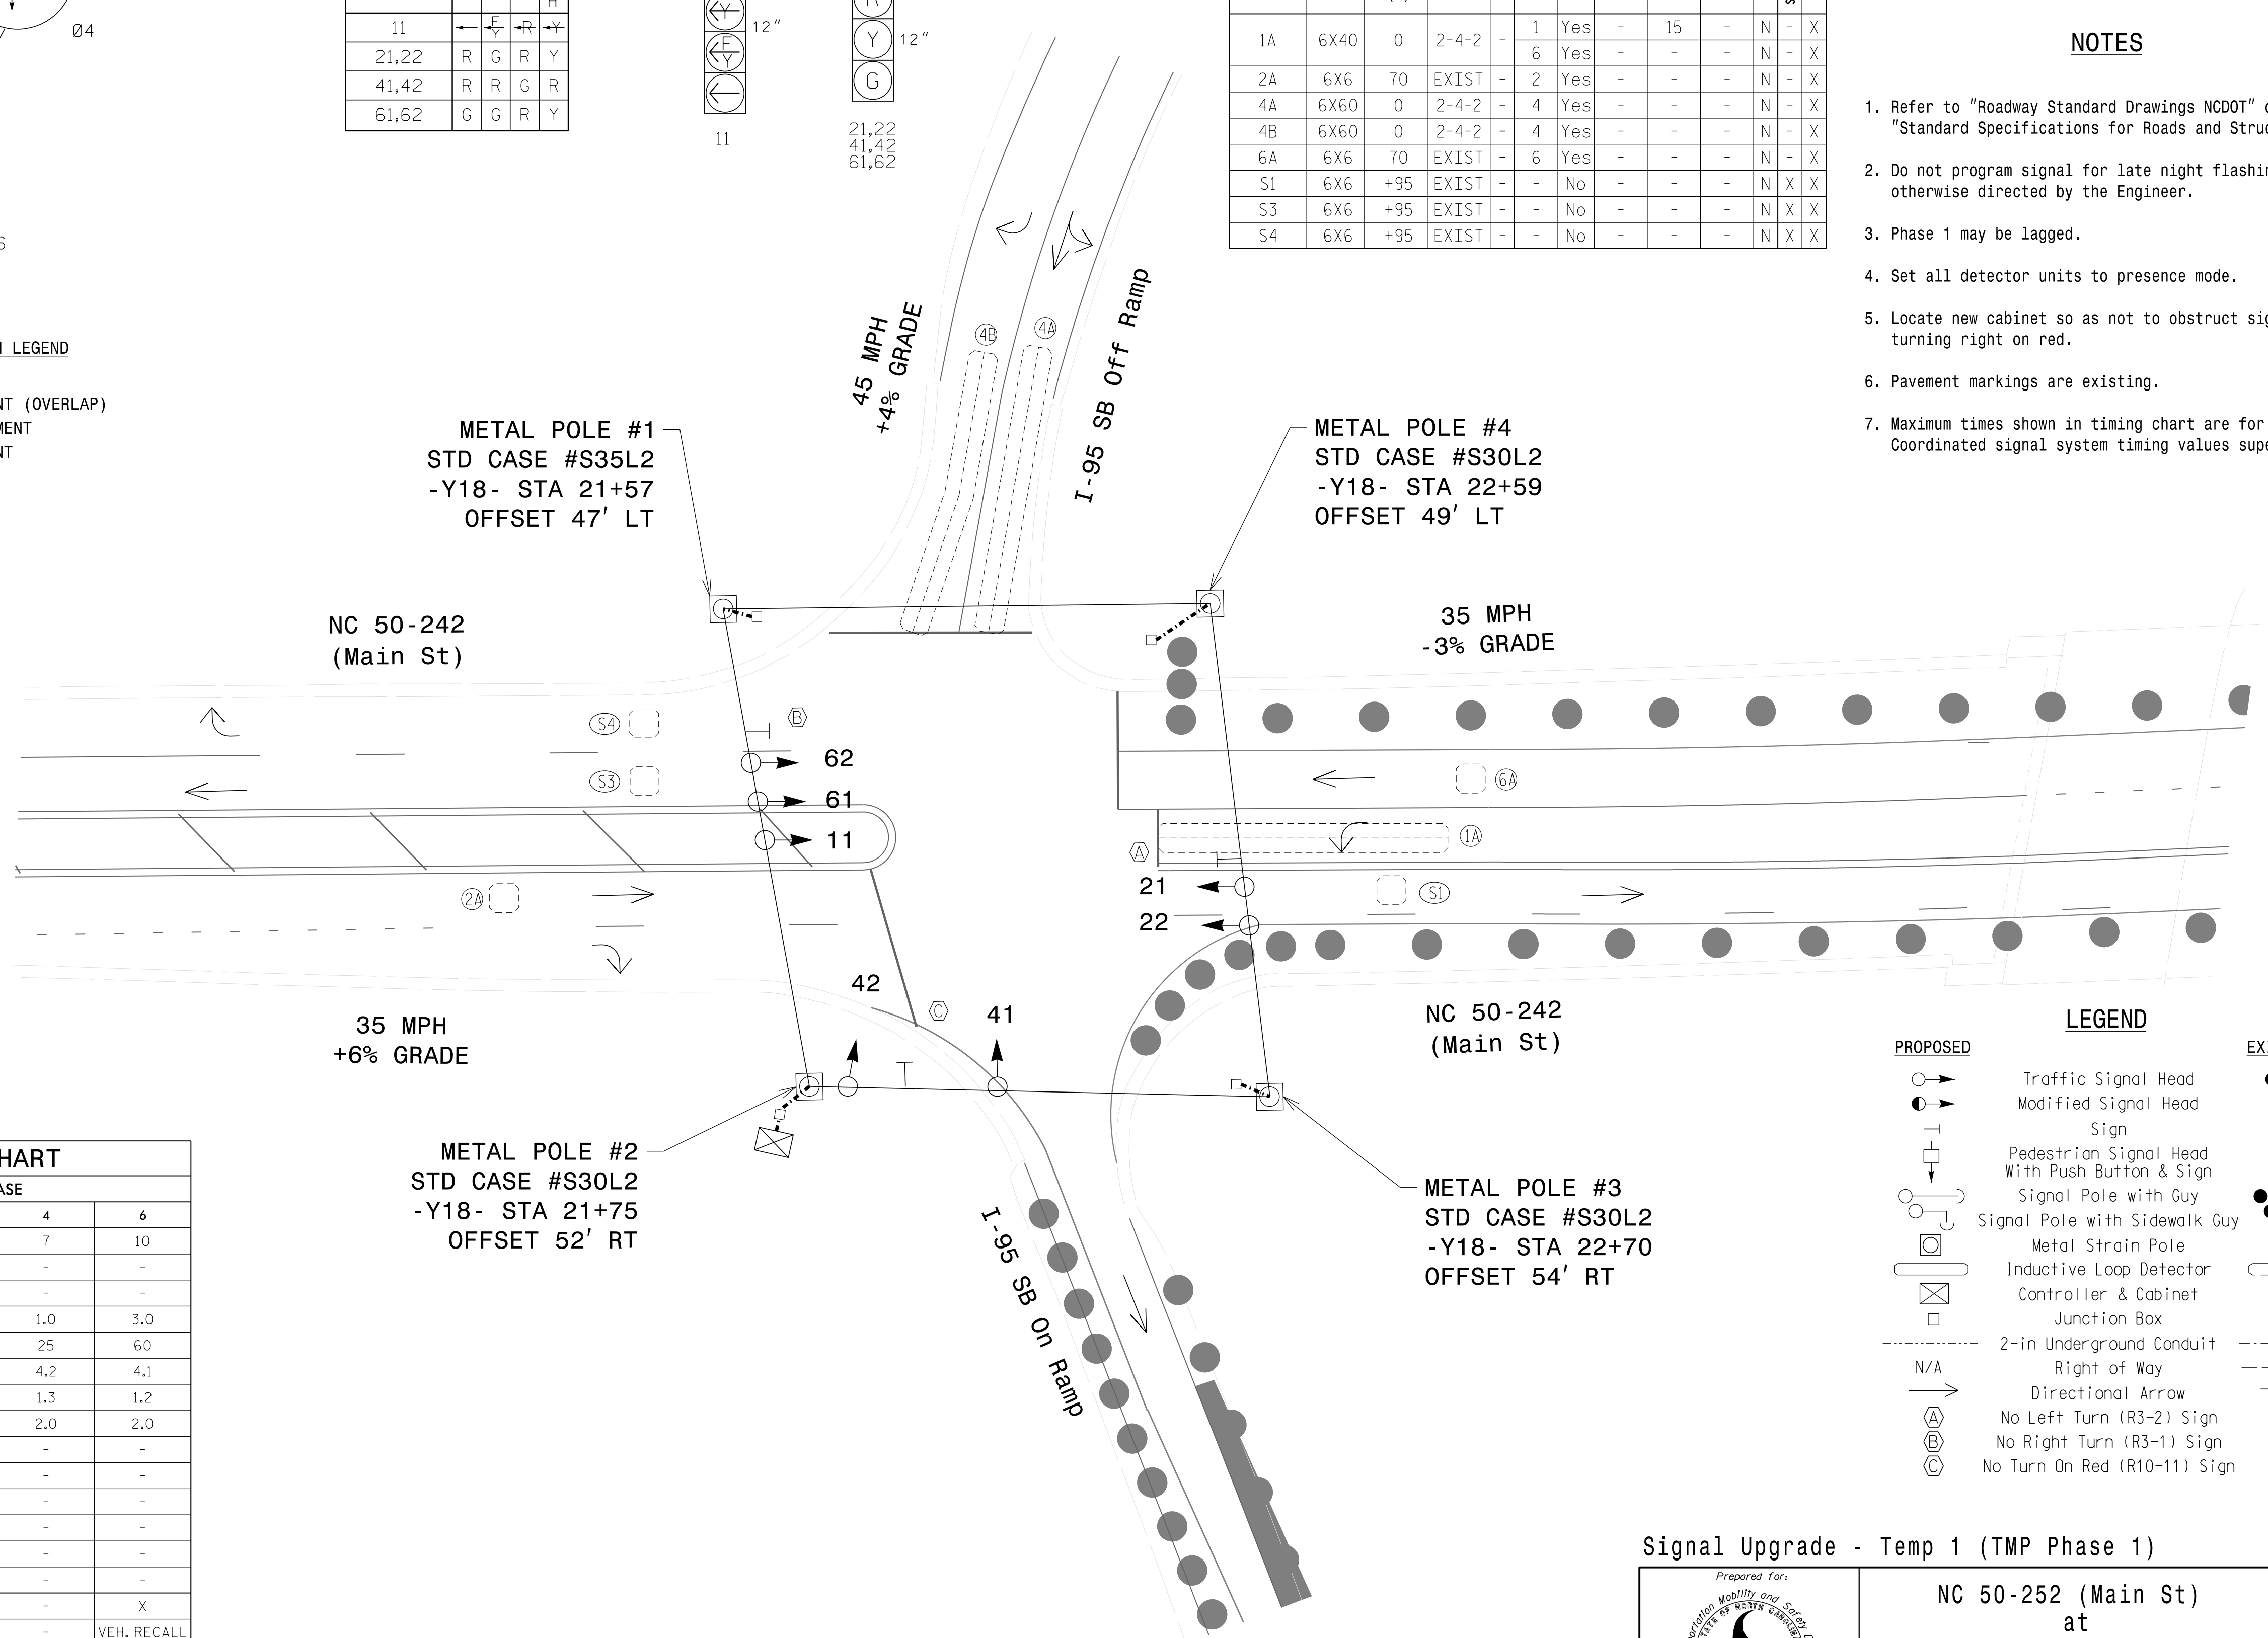 Ø4
H
11 ← F Y R Y
21,22 R G R Y
41,42 R R G R
61,62 G G R Y
Y
F Y
12"
11
R
Y
G
12"
21,22
41,42
61,62
1A 6X40 0 2-4-2 - 1 Yes - 15 - N - X
6 Yes - - - N - X
2A 6X6 70 EXIST - 2 Yes - - - N - X
4A 6X60 0 2-4-2 - 4 Yes - - - N - X
4B 6X60 0 2-4-2 - 4 Yes - - - N - X
6A 6X6 70 EXIST - 6 Yes - - - N - X
S1 6X6 +95 EXIST - - No - - - N X X
S3 6X6 +95 EXIST - - No - - - N X X
S4 6X6 +95 EXIST - - No - - - N X X
NOTES
1. Refer to "Roadway Standard Drawings NCDOT"
"Standard Specifications for Roads and
2. Do not program signal for late night
otherwise directed by the Engineer.
3. Phase 1 may be lagged.
4. Set all detector units to presence mode.
5. Locate new cabinet so as not to obstruct
turning right on red.
6. Pavement markings are existing.
7. Maximum times shown in timing chart are for
Coordinated signal system timing values
LEGEND
(OVERLAP)
45 MPH
+4% GRADE
4B
4A
I-95 SB Off Ramp
METAL POLE #1
STD CASE #S35L2
-Y18- STA 21+57
OFFSET 47' LT
METAL POLE #4
STD CASE #S30L2
-Y18- STA 22+59
OFFSET 49' LT
NC 50-242
(Main St)
35 MPH
-3% GRADE
S4
B
62
S3
61
11
6A
1A
A
2A
21
22
S1
42
C
41
35 MPH
+6% GRADE
NC 50-242
(Main St)
METAL POLE #2
STD CASE #S30L2
-Y18- STA 21+75
OFFSET 52' RT
METAL POLE #3
STD CASE #S30L2
-Y18- STA 22+70
OFFSET 54' RT
I-95 SB On Ramp
4 6
7 10
- -
- -
1.0 3.0
25 60
4.2 4.1
1.3 1.2
2.0 2.0
- -
- -
- -
- -
- -
- -
- X
- VEH. RECALL
LEGEND
PROPOSED
Traffic Signal Head
Modified Signal Head
Sign
Pedestrian Signal Head
With Push Button & Sign
Signal Pole with Guy
Signal Pole with Sidewalk Guy
Metal Strain Pole
Inductive Loop Detector
Controller & Cabinet
Junction Box
2-in Underground Conduit
N/A Right of Way
Directional Arrow
A No Left Turn (R3-2) Sign
B No Right Turn (R3-1) Sign
C No Turn On Red (R10-11) Sign
Signal Upgrade - Temp 1 (TMP Phase 1)
Prepared for:
Mobility and
NC 50-252 (Main St)
at